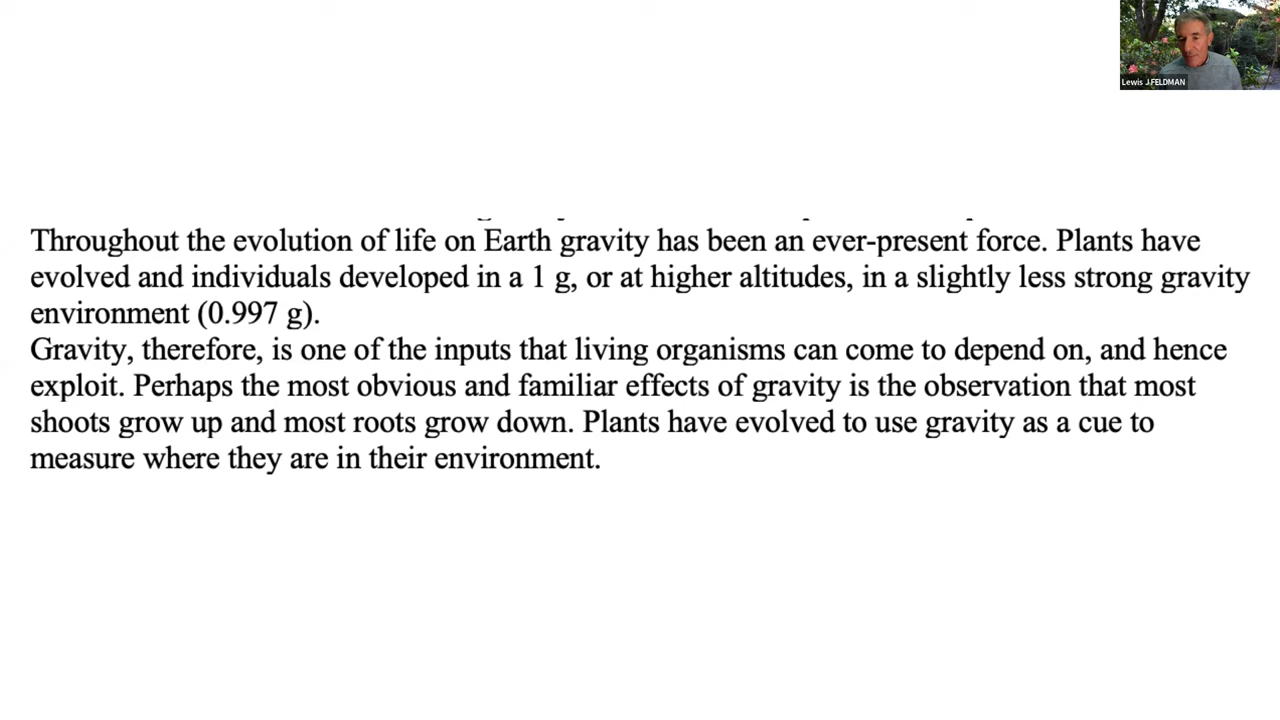 Lewis J FELDMAN
Throughout the evolution of life on Earth gravity has been an ever-present force. Plants have
evolved and individuals developed in a 1 g, or at higher altitudes, in a slightly less strong gravity
environment (0.997 g).
Gravity, therefore, is one of the inputs that living organisms can come to depend on, and hence
exploit. Perhaps the most obvious and familiar effects of gravity is the observation that most
shoots grow up and most roots grow down. Plants have evolved to use gravity as a cue to
measure where they are in their environment.